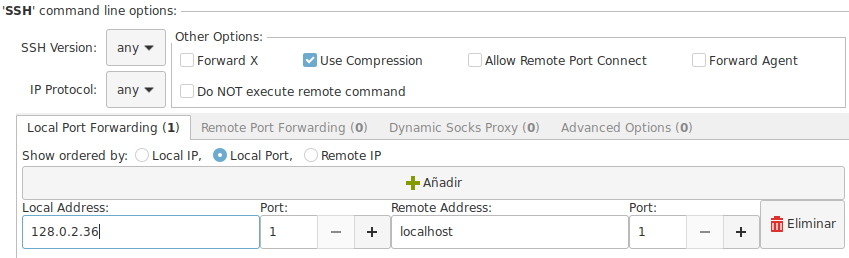 'SSH' command line options:
Other Options:
SSH Version: any
Forward X Use Compression Allow Remote Port Connect Forward Agent
IP Protocol: any
Do NOT execute remote command
Local Port Forwarding (1) Remote Port Forwarding (0) Dynamic Socks Proxy (0) Advanced Options (0)
Show ordered by: Local IP, Local Port, Remote IP
Añadir
Local Address: Port: Remote Address: Port:
128.0.2.36 1 localhost 1 Eliminar